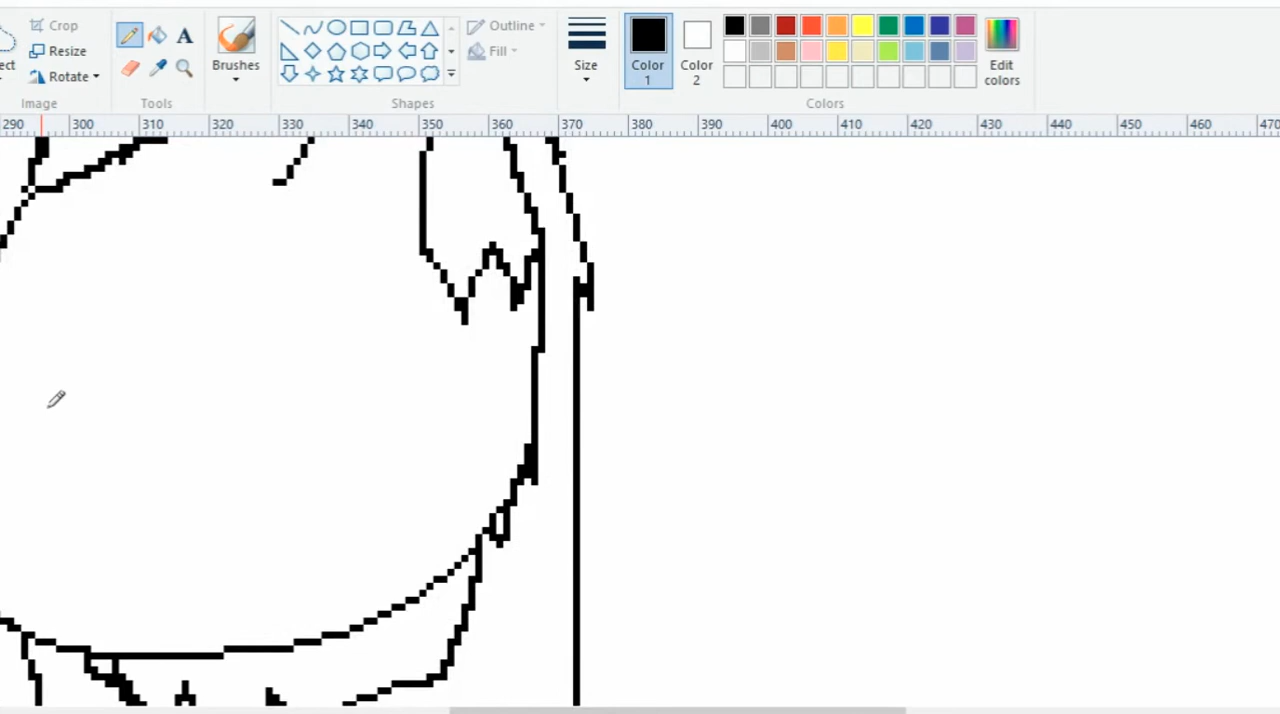 Crop
Outline
ect
Resize
A
Fill
Rotate
Brushes
Size
Color
1
Color
2
Edit
colors
Image
Tools
Shapes
Colors
290 300 310 320 330 340 350 360 370 380 390 400 410 420 430 440 450 460 470